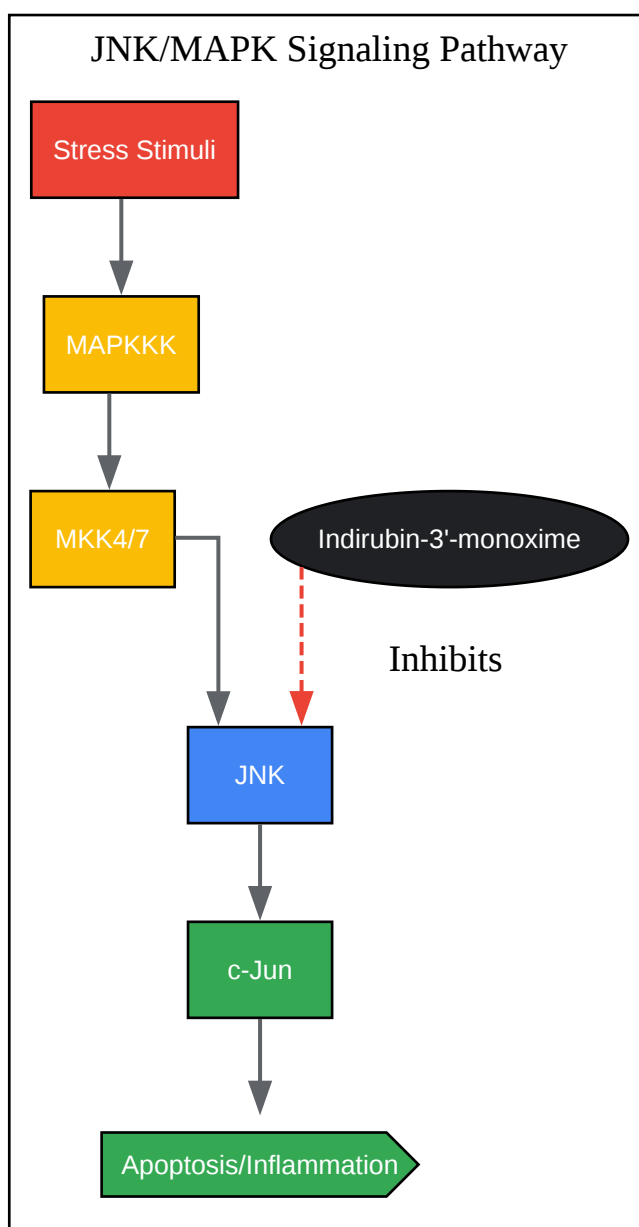 JNK/MAPK Signaling Pathway
Stress Stimuli
MAPKKK
MKK4/7
Indirubin-3'-monoxime
Inhibits
JNK
c-Jun
Apoptosis/Inflammation